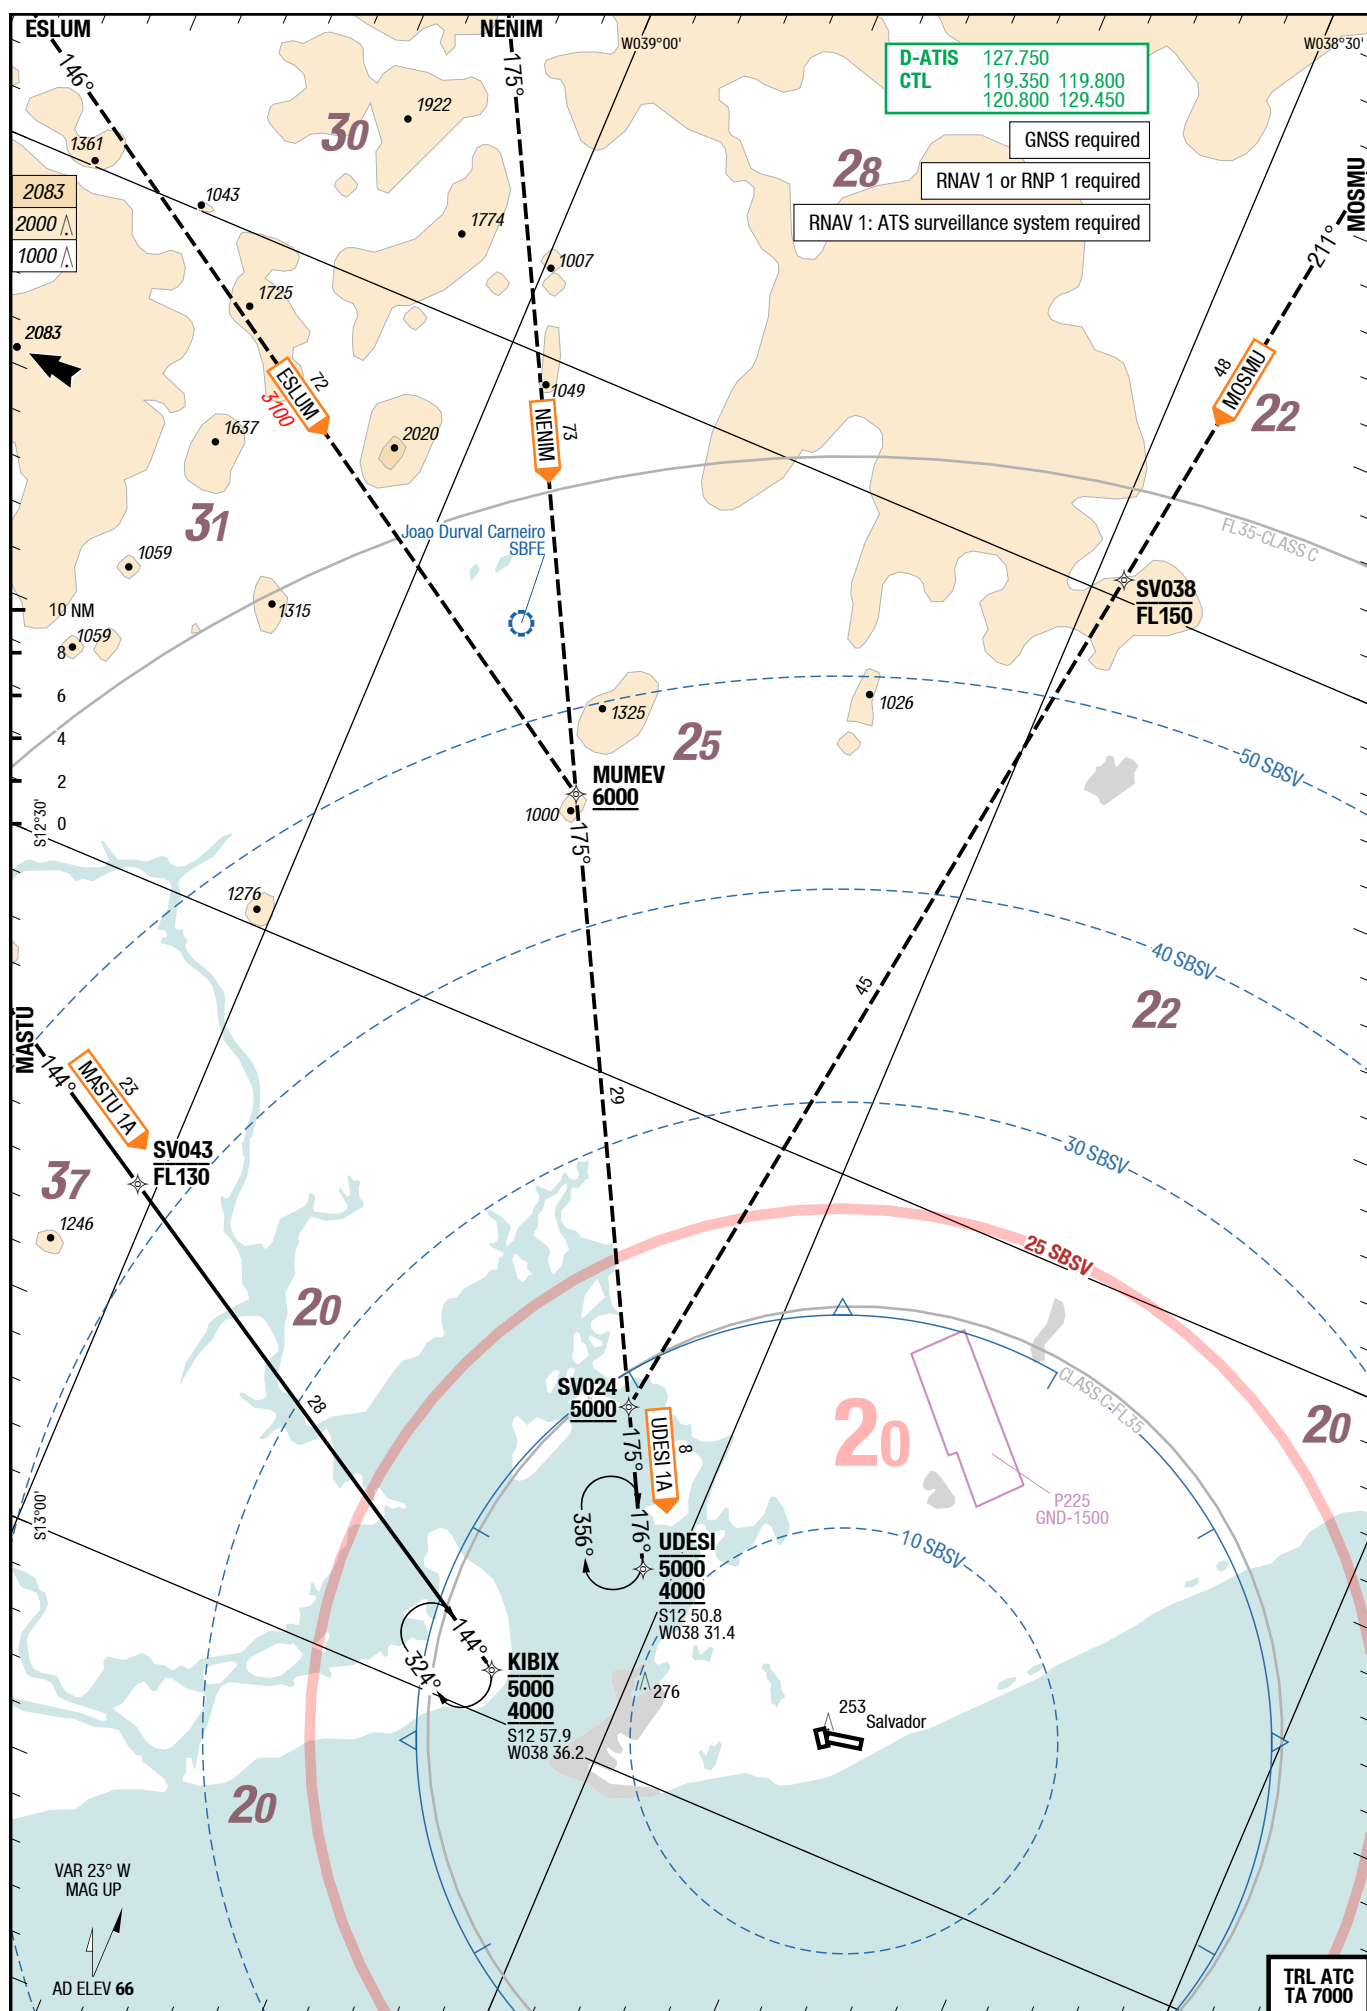 ESLUM
NENIM
W039°00'
W038°30'
146°
175°
D-ATIS 127.750
CTL 119.350 119.800
120.800 129.450
GNSS required
RNAV 1 or RNP 1 required
RNAV 1: ATS surveillance system required
30
1922
28
1361
MOSMU
2083
2000
1000
1043
1774
211°
1007
1725
2083
72
ESLUM
3100
1049
48
MOSMU
22
1637
2020
NENIM
73
31
Joao Durval Carneiro
SBFE
FL35-CLASS C
1059
SV038
FL150
10 NM
1315
1059
8
6
1026
1325
25
4
50 SBSV
2
MUMEV
6000
S12°30'
0
1000
175°
1276
40 SBSV
45
22
MASTU
144°
23
MASTU 1A
29
30 SBSV
SV043
FL130
37
1246
25 SBSV
20
28
SV024
5000
CLASS C-FL35
20
20
175°
8
UDESI 1A
P225
GND-1500
S13°00'
356°
176°
UDESI
5000
4000
S12 50.8
W038 31.4
10 SBSV
144°
324°
KIBIX
5000
4000
S12 57.9
W038 36.2
276
253
Salvador
20
VAR 23° W
MAG UP
AD ELEV 66
TRL ATC
TA 7000